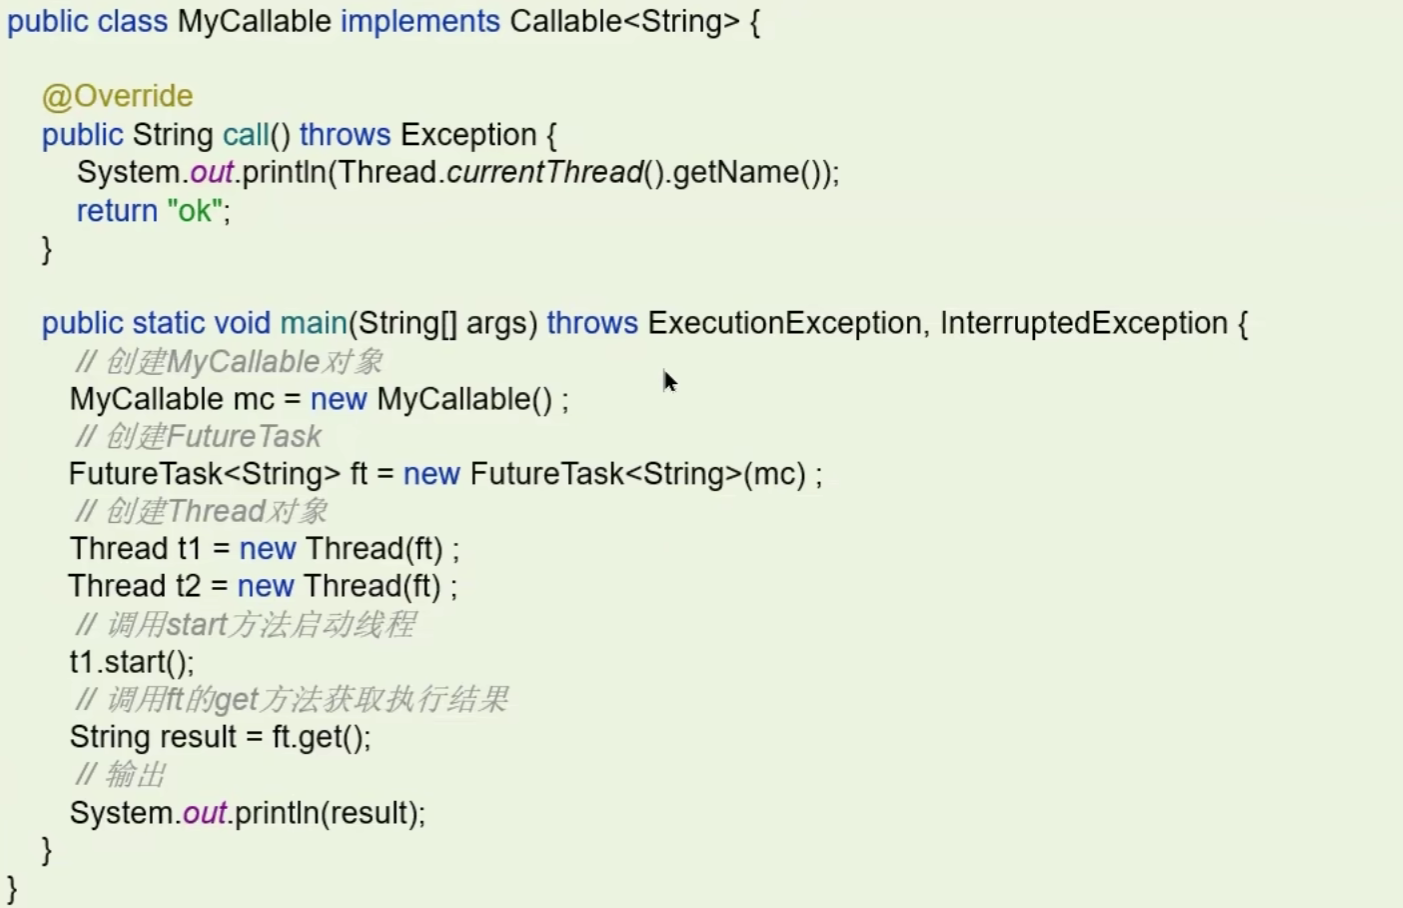 public class MyCallable implements Callable<String> {
@Override
public String call() throws Exception {
System.out.println(Thread.currentThread().getName());
return "ok";
}
public static void main(String[] args) throws ExecutionException, InterruptedException {
// 创建MyCallable对象
MyCallable mc = new MyCallable() ;
// 创建FutureTask
FutureTask<String> ft = new FutureTask<String>(mc) ;
// 创建Thread对象
Thread t1 = new Thread(ft) ;
Thread t2 = new Thread(ft) ;
// 调用start方法启动线程
t1.start();
// 调用ft的get方法获取执行结果
String result = ft.get();
// 输出
System.out.println(result);
}
}